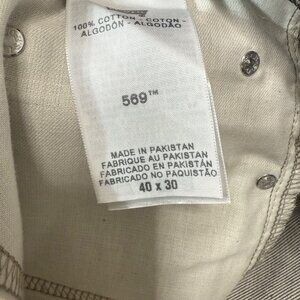 100% COTTON - COTON -
ALGODÓN - ALGODÃO
569™
MADE IN PAKISTAN
FABRIQUE AU PAKISTAN
FABRICADO EN PAKISTÁN
FABRICADO NO PAQUISTÃO
40 x 30